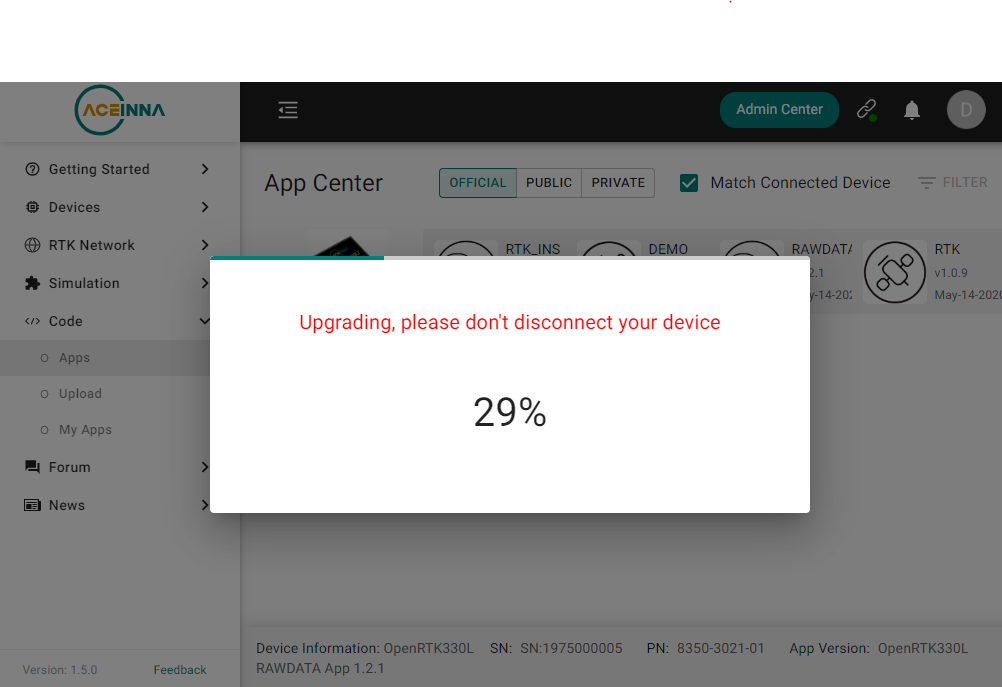 ACEINNA
Admin Center
D
Getting Started
Devices
RTK Network
Simulation
Code
Apps
Upload
My Apps
Forum
News
Version: 1.5.0 Feedback
App Center
OFFICIAL PUBLIC PRIVATE
Match Connected Device
FILTER
RTK_INS DEMO RAWDATA RTK
2.1 v1.0.9
y-14-202 May-14-2020
Upgrading, please don't disconnect your device
29%
Device Information: OpenRTK330L SN: SN:1975000005 PN: 8350-3021-01 App Version: OpenRTK330L
RAWDATA App 1.2.1